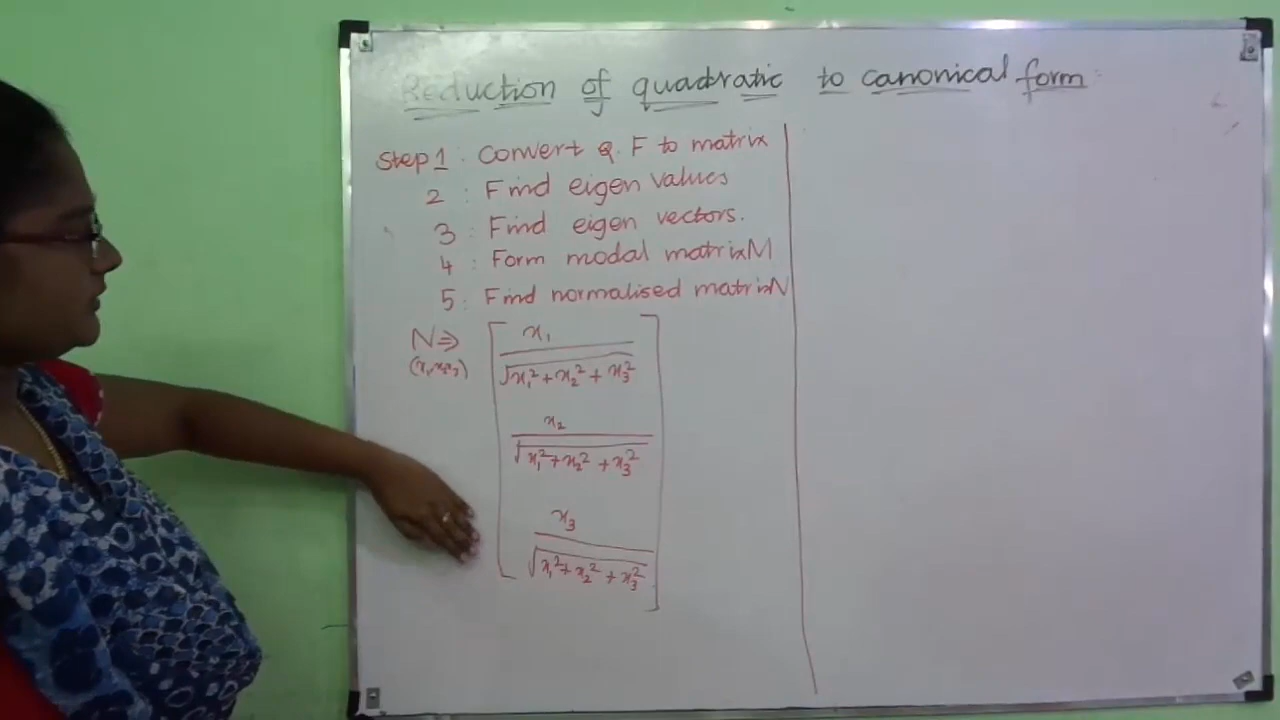 Reduction of quadratic to canonical form
Step 1 : Convert Q. F to matrix
2 : Find eigen values
3 : Find eigen vectors.
4 : Form modal matrix M
5 : Find normalised matrix N
N ⇒
(x₁, x₂, x₃)
x₁
√x₁² + x₂² + x₃²
x₂
√x₁² + x₂² + x₃²
x₃
√x₁² + x₂² + x₃²